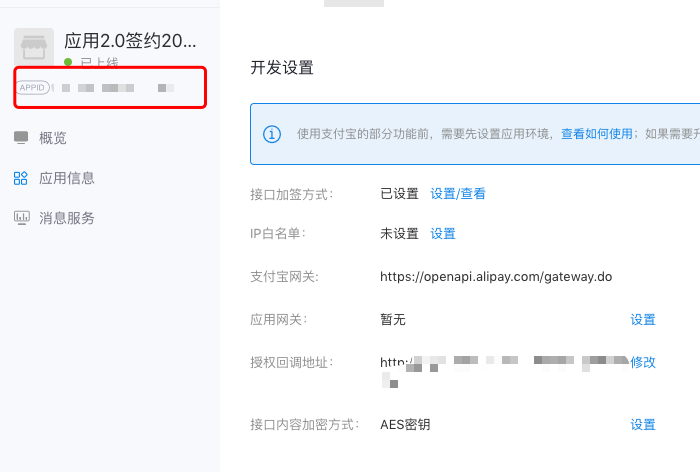 应用2.0签约20...
已上线
APPID
概览
应用信息
消息服务
开发设置
使用支付宝的部分功能前，需要先设置应用环境，查看如何使用；如果需要升
接口加签方式： 已设置 设置/查看
IP白名单： 未设置 设置
支付宝网关: https://openapi.alipay.com/gateway.do
应用网关: 暂无 设置
授权回调地址: http:/ 修改
接口内容加密方式: AES密钥 设置